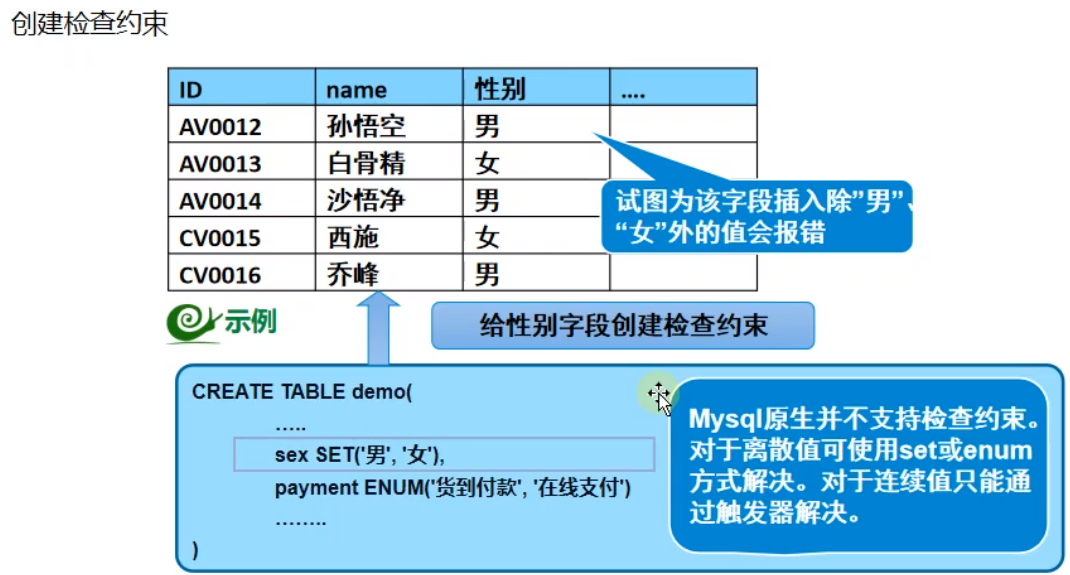 创建检查约束
ID name 性别 ....
AV0012 孙悟空 男
AV0013 白骨精 女
AV0014 沙悟净 男
CV0015 西施 女
CV0016 乔峰 男
试图为该字段插入除”男”、
“女”外的值会报错
示例
给性别字段创建检查约束
CREATE TABLE demo(
.....
sex SET('男', '女'),
payment ENUM('货到付款', '在线支付')
........
)
Mysql原生并不支持检查约束。
对于离散值可使用set或enum
方式解决。对于连续值只能通
过触发器解决。